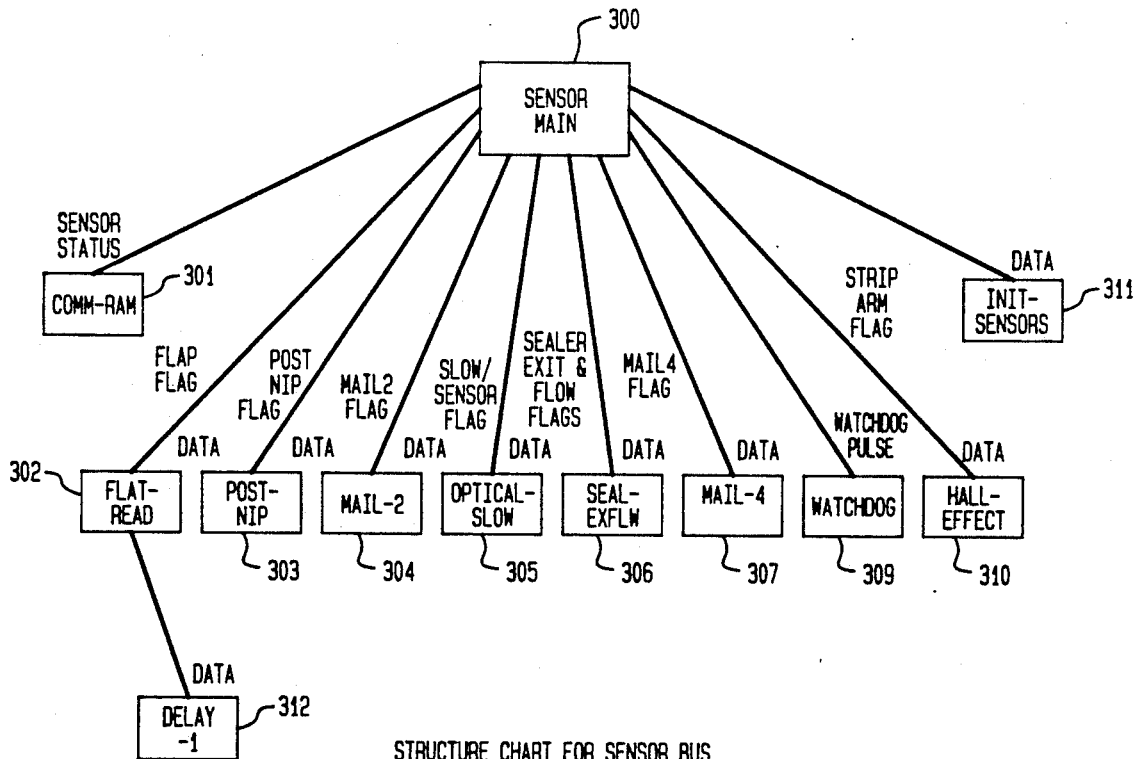 300
SENSOR
MAIN
SENSOR
STATUS
COMM-RAM
301
DATA
INIT-
SENSORS
311
FLAP
FLAG
POST
NIP
FLAG
MAIL2
FLAG
SLOW/
SENSOR
FLAG
SEALER
EXIT &
FLOW
FLAGS
MAIL4
FLAG
WATCHDOG
PULSE
STRIP
ARM
FLAG
DATA
DATA
DATA
DATA
DATA
DATA
DATA
302
FLAT-
READ
POST-
NIP
303
MAIL-2
304
OPTICAL-
SLOW
305
SEAL-
EXFLW
306
MAIL-4
307
WATCHDOG
309
HALL-
EFFECT
310
DATA
DELAY
-1
312
STRUCTURE CHART FOR SENSOR BUS